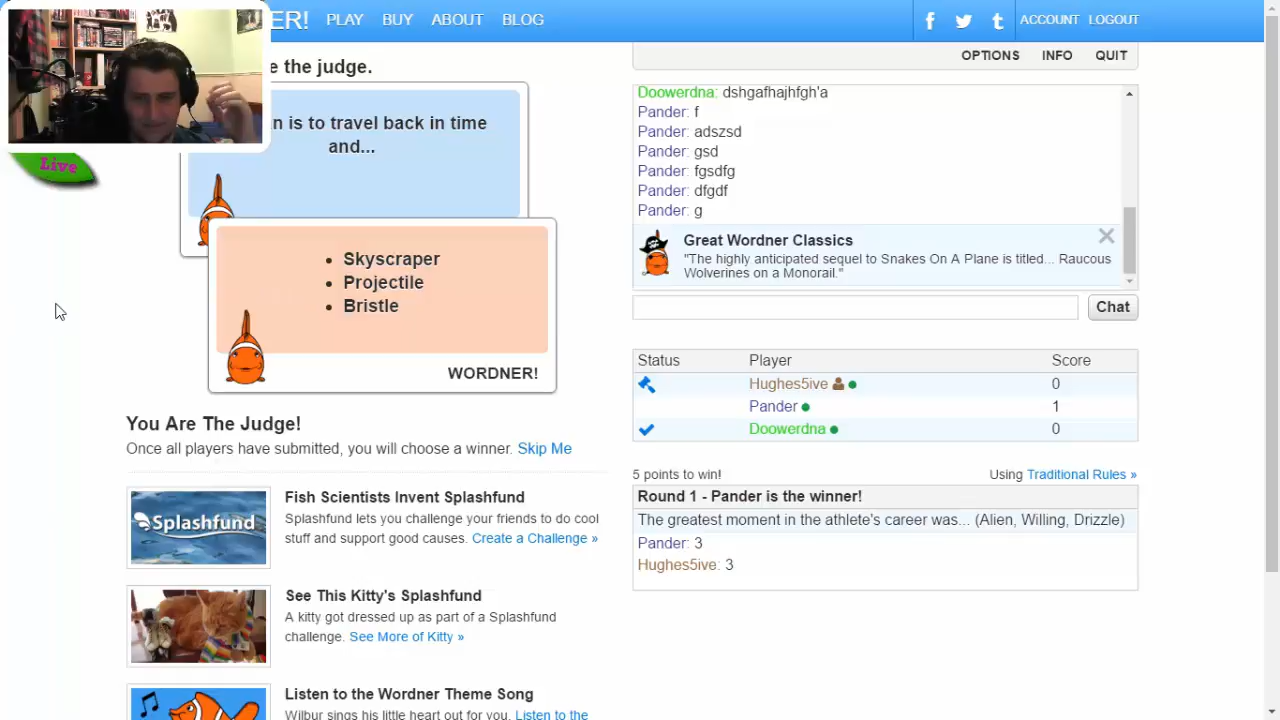 ER! PLAY BUY ABOUT BLOG ACCOUNT LOGOUT
e the judge.
OPTIONS INFO QUIT
n is to travel back in time
and...
Live
• Skyscraper
• Projectile
• Bristle
WORDNER!
Doowerdna: dshgafhajhfgh'a
Pander: f
Pander: adszsd
Pander: gsd
Pander: fgsdfg
Pander: dfgdf
Pander: g
Great Wordner Classics
"The highly anticipated sequel to Snakes On A Plane is titled... Raucous
Wolverines on a Monorail."
Chat
Status Player Score
Hughes5ive 0
Pander 1
Doowerdna 0
5 points to win! Using Traditional Rules »
Round 1 - Pander is the winner!
The greatest moment in the athlete's career was... (Alien, Willing, Drizzle)
Pander: 3
Hughes5ive: 3
You Are The Judge!
Once all players have submitted, you will choose a winner. Skip Me
Splashfund
Fish Scientists Invent Splashfund
Splashfund lets you challenge your friends to do cool
stuff and support good causes. Create a Challenge »
See This Kitty's Splashfund
A kitty got dressed up as part of a Splashfund
challenge. See More of Kitty »
Listen to the Wordner Theme Song
Wilbur sings his little heart out for you. Listen to the